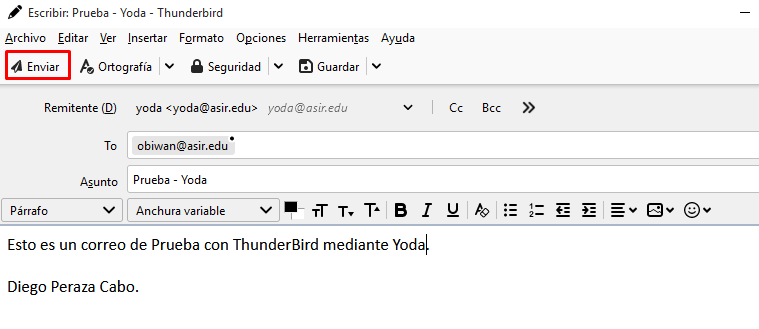 Escribir: Prueba - Yoda - Thunderbird
Archivo Editar Ver Insertar Formato Opciones Herramientas Ayuda
Enviar Ortografía Seguridad Guardar
Remitente (D) yoda <yoda@asir.edu> yoda@asir.edu Cc Bcc
To obiwan@asir.edu
Asunto Prueba - Yoda
Párrafo Anchura variable B I U
Esto es un correo de Prueba con ThunderBird mediante Yoda.
Diego Peraza Cabo.